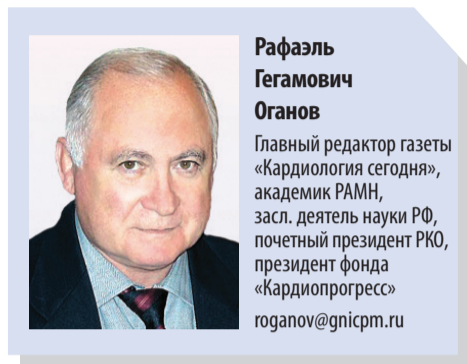 Рафаэль
Гегамович
Оганов
Главный редактор газеты
«Кардиология сегодня»,
академик РАМН,
засл. деятель науки РФ,
почетный президент РКО,
президент фонда
«Кардиопрогресс»
roganov@gnicpm.ru